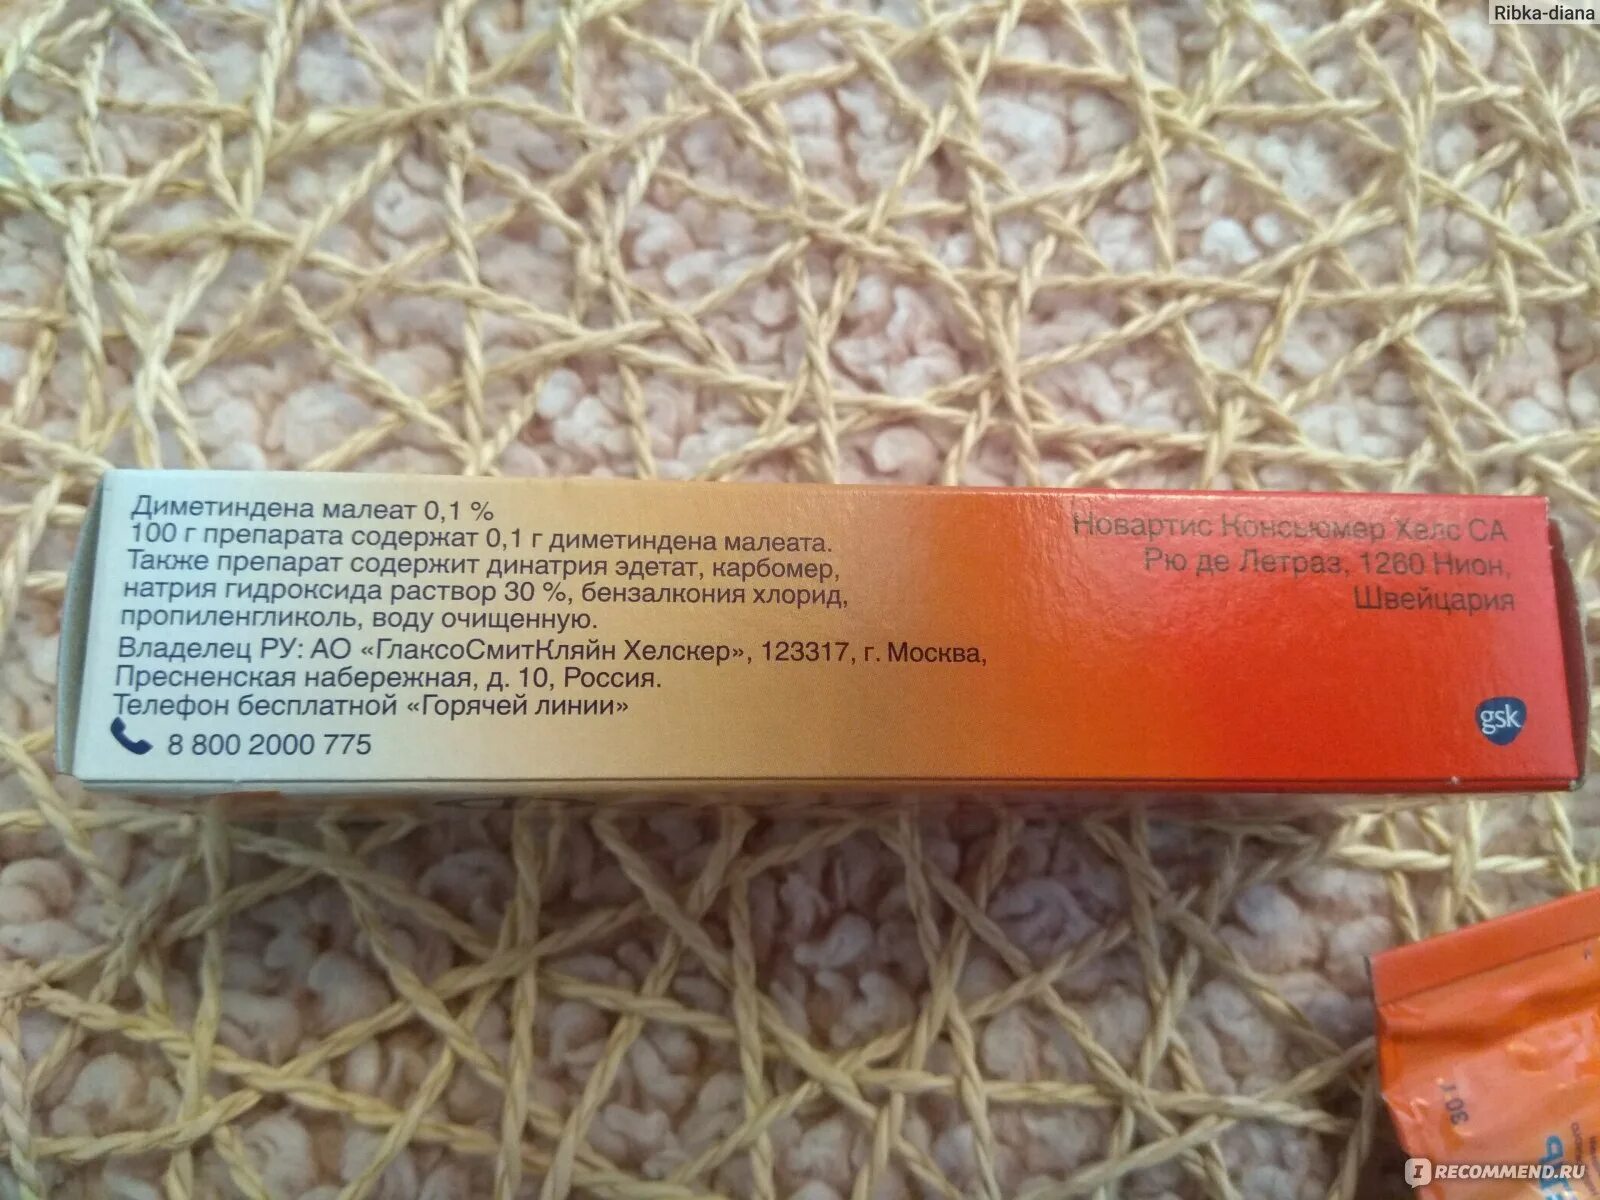 Ribka-diana
Диметиндена малеат 0,1 %
100 г препарата содержат 0,1 г диметиндена малеата.
Также препарат содержит динатрия эдетат, карбомер,
натрия гидроксида раствор 30 %, бензалкония хлорид,
пропиленгликоль, воду очищенную.
Владелец РУ: АО «ГлаксоСмитКляйн Хелскер», 123317, г. Москва,
Пресненская набережная, д. 10, Россия.
Телефон бесплатной «Горячей линии»
8 800 2000 775
Новартис Консьюмер Хелс СА
Рю де Летраз, 1260 Нион,
Швейцария
gsk
30 г
IRECOMMEND.RU